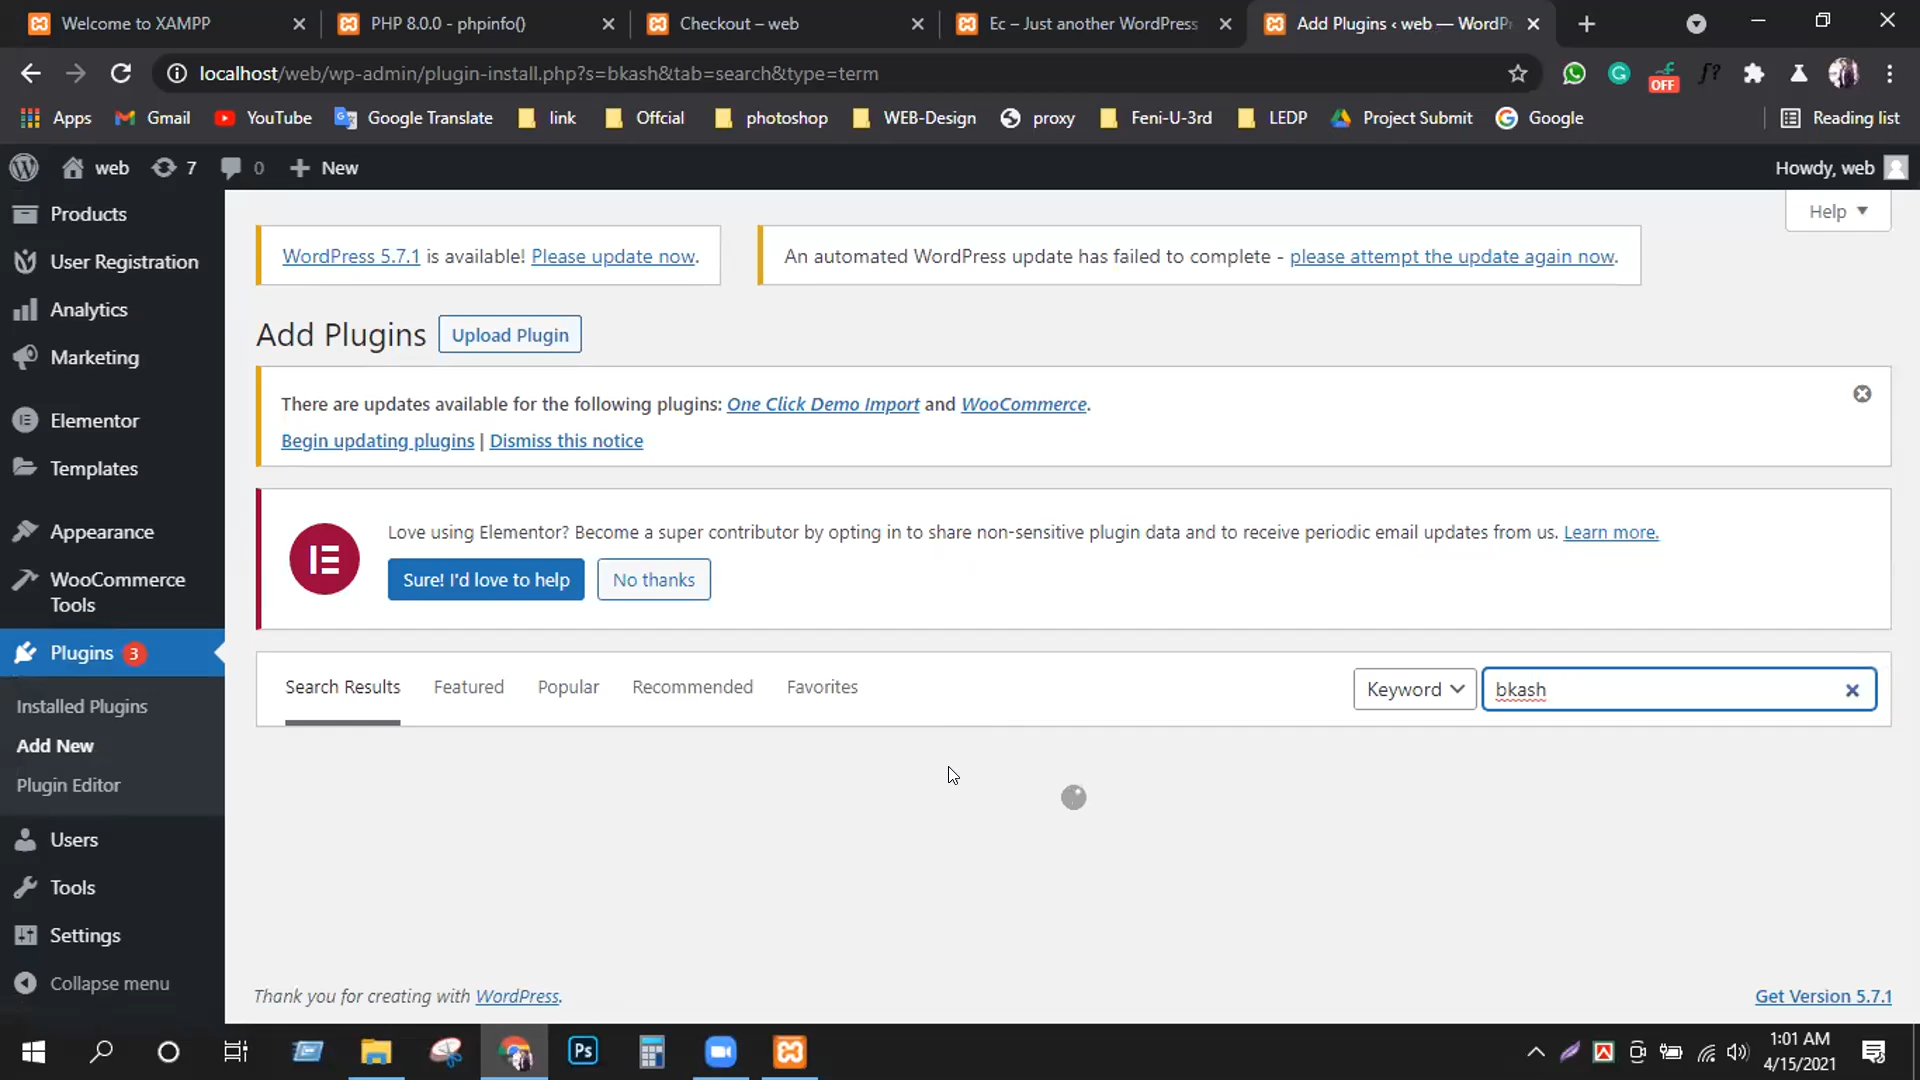 Welcome to XAMPP
PHP 8.0.0 - phpinfo()
Checkout – web
Ec – Just another WordPress
Add Plugins ‹ web — WordPr
localhost/web/wp-admin/plugin-install.php?s=bkash&tab=search&type=term
OFF
f?
Apps
Gmail
YouTube
Google Translate
link
Offcial
photoshop
WEB-Design
proxy
Feni-U-3rd
LEDP
Project Submit
Google
Reading list
web
7
0
New
Howdy, web
Products
User Registration
Analytics
Marketing
Elementor
Templates
Appearance
WooCommerce
Tools
Plugins 3
Installed Plugins
Add New
Plugin Editor
Users
Tools
Settings
Collapse menu
Help
WordPress 5.7.1 is available! Please update now.
An automated WordPress update has failed to complete - please attempt the update again now.
Add Plugins
Upload Plugin
There are updates available for the following plugins: One Click Demo Import and WooCommerce.
Begin updating plugins | Dismiss this notice
Love using Elementor? Become a super contributor by opting in to share non-sensitive plugin data and to receive periodic email updates from us. Learn more.
Sure! I'd love to help
No thanks
Search Results
Featured
Popular
Recommended
Favorites
Keyword
bkash
Thank you for creating with WordPress.
Get Version 5.7.1
Ps
1:01 AM
4/15/2021